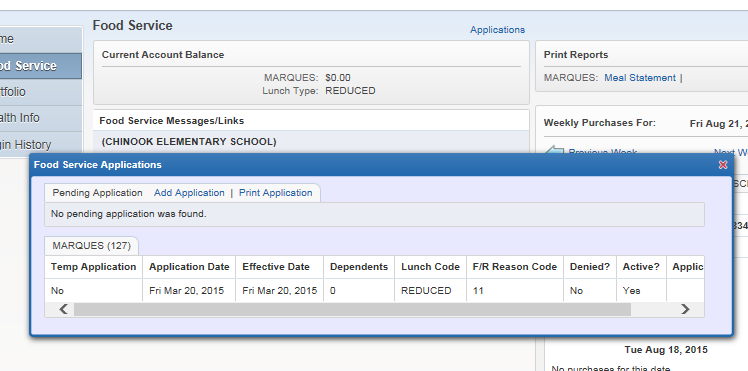 Food Service
Applications
me
od Service
tfolio
alth Info
gin History
Current Account Balance
MARQUES: $0.00
Lunch Type: REDUCED
Food Service Messages/Links
(CHINOOK ELEMENTARY SCHOOL)
Print Reports
MARQUES: Meal Statement |
Weekly Purchases For: Fri Aug 21, 2
Previous Week Next W
SC
334
Food Service Applications
Pending Application Add Application | Print Application
No pending application was found.
MARQUES (127)
Temp Application Application Date Effective Date Dependents Lunch Code F/R Reason Code Denied? Active? Applic
No Fri Mar 20, 2015 Fri Mar 20, 2015 0 REDUCED 11 No Yes
Tue Aug 18, 2015
No purchases for this date